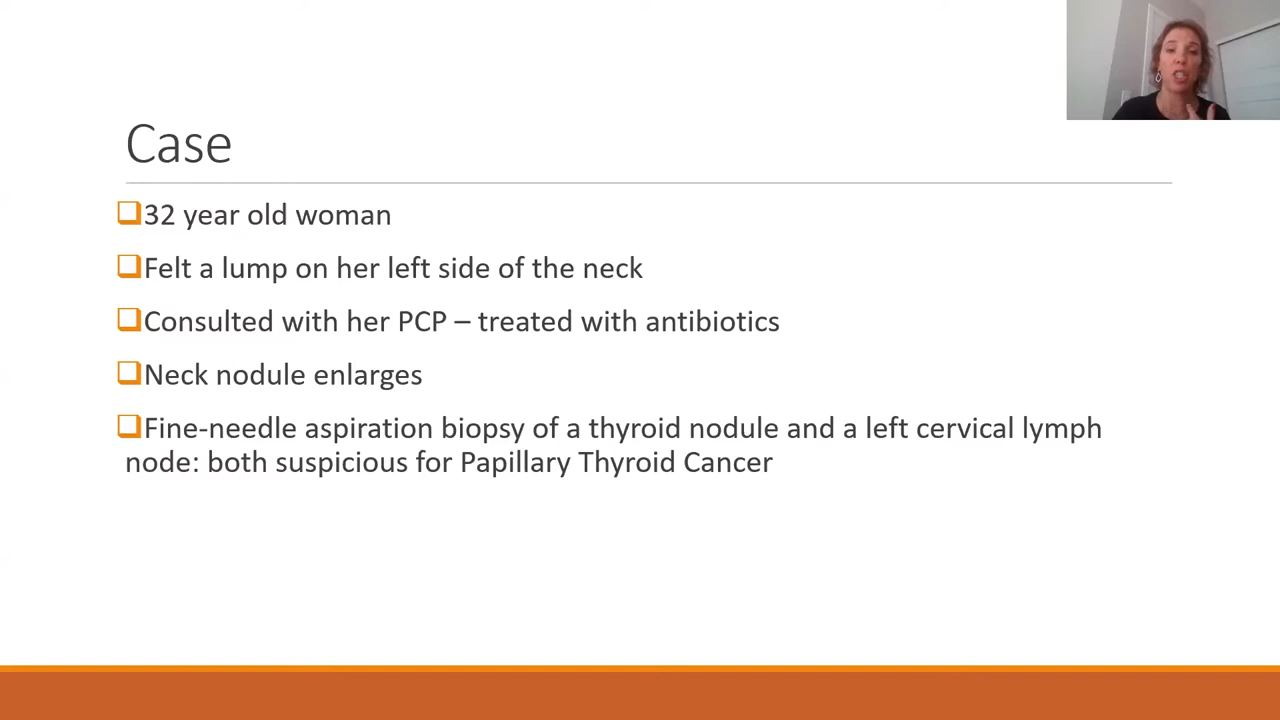 Case
32 year old woman
Felt a lump on her left side of the neck
Consulted with her PCP – treated with antibiotics
Neck nodule enlarges
Fine-needle aspiration biopsy of a thyroid nodule and a left cervical lymph
node: both suspicious for Papillary Thyroid Cancer